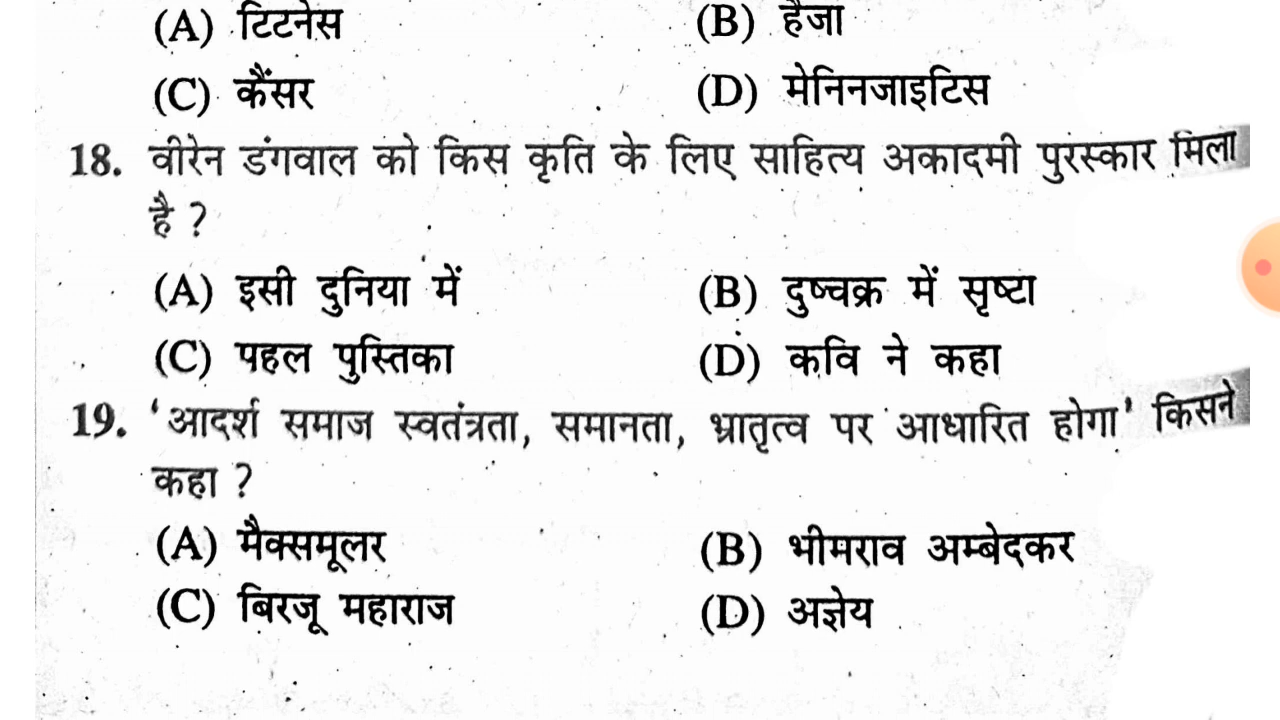 (A) टिटनेस (B) हैजा
(C) कैंसर (D) मेनिनजाइटिस
18. वीरेन डंगवाल को किस कृति के लिए साहित्य अकादमी पुरस्कार मिला
है ?
(A) इसी दुनिया में (B) दुष्चक्र में सृष्टा
(C) पहल पुस्तिका (D) कवि ने कहा
19. 'आदर्श समाज स्वतंत्रता, समानता, भ्रातृत्व पर आधारित होगा' किसने
कहा ?
(A) मैक्समूलर (B) भीमराव अम्बेदकर
(C) बिरजू महाराज (D) अज्ञेय